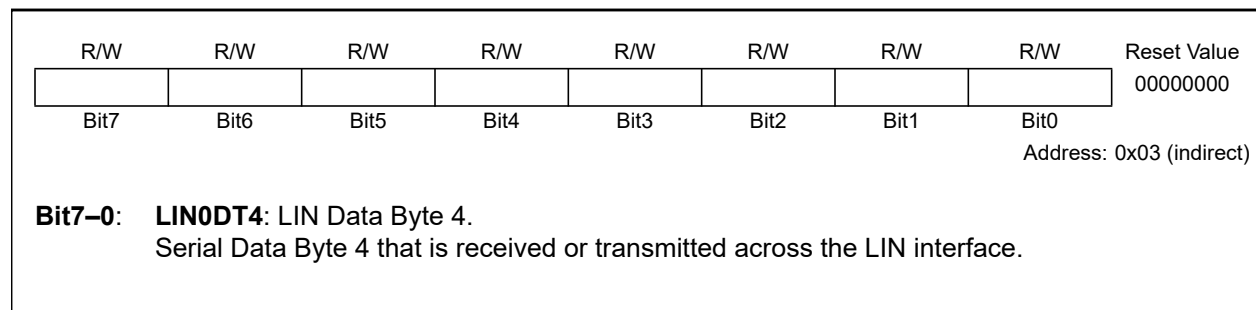 R/W R/W R/W R/W R/W R/W R/W R/W Reset Value
00000000
Bit7 Bit6 Bit5 Bit4 Bit3 Bit2 Bit1 Bit0
Address: 0x03 (indirect)
Bit7–0: LIN0DT4: LIN Data Byte 4.
Serial Data Byte 4 that is received or transmitted across the LIN interface.